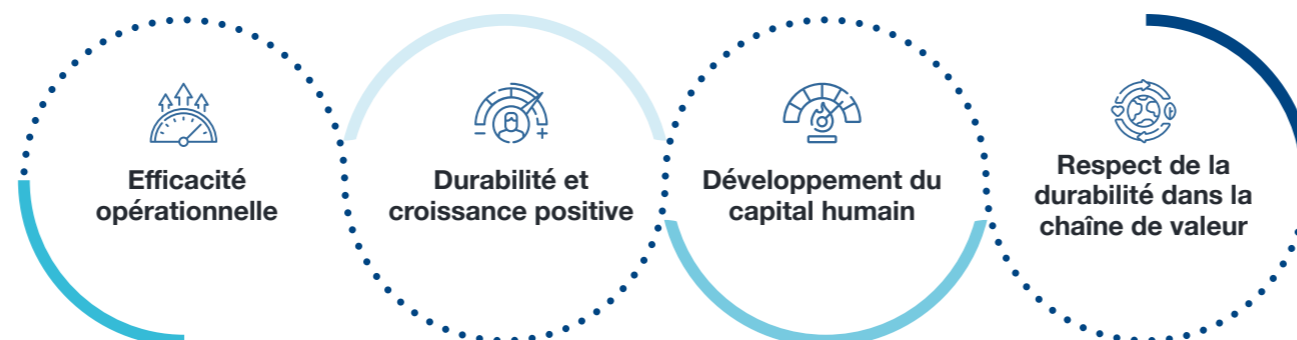 Efficacité
opérationnelle
Durabilité et
croissance positive
Développement du
capital humain
Respect de la
durabilité dans la
chaîne de valeur